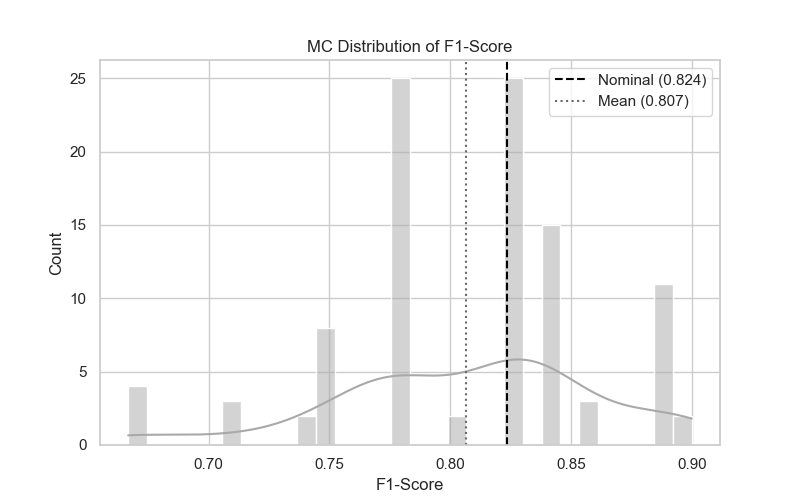 MC Distribution of F1-Score
25
20
15
10
5
0
Count
Nominal (0.824)
Mean (0.807)
0.70
0.75
0.80
0.85
0.90
F1-Score